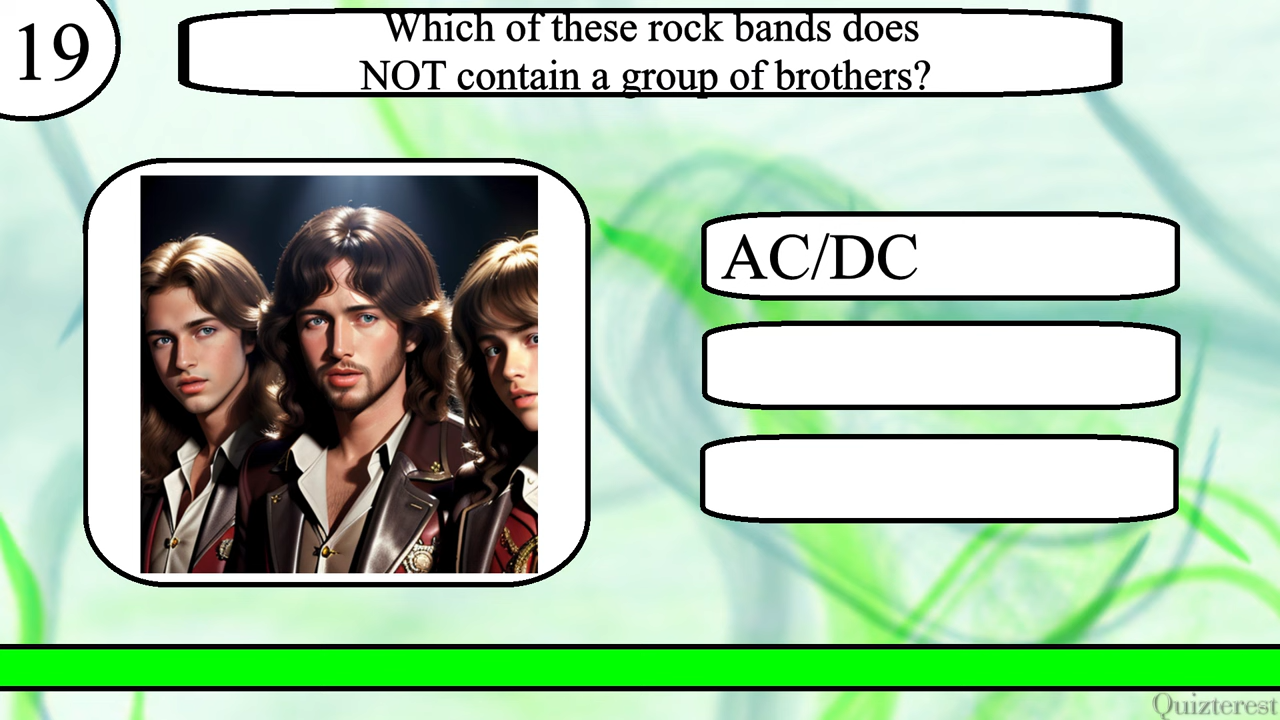 19
Which of these rock bands does
NOT contain a group of brothers?
AC/DC
Quizterest